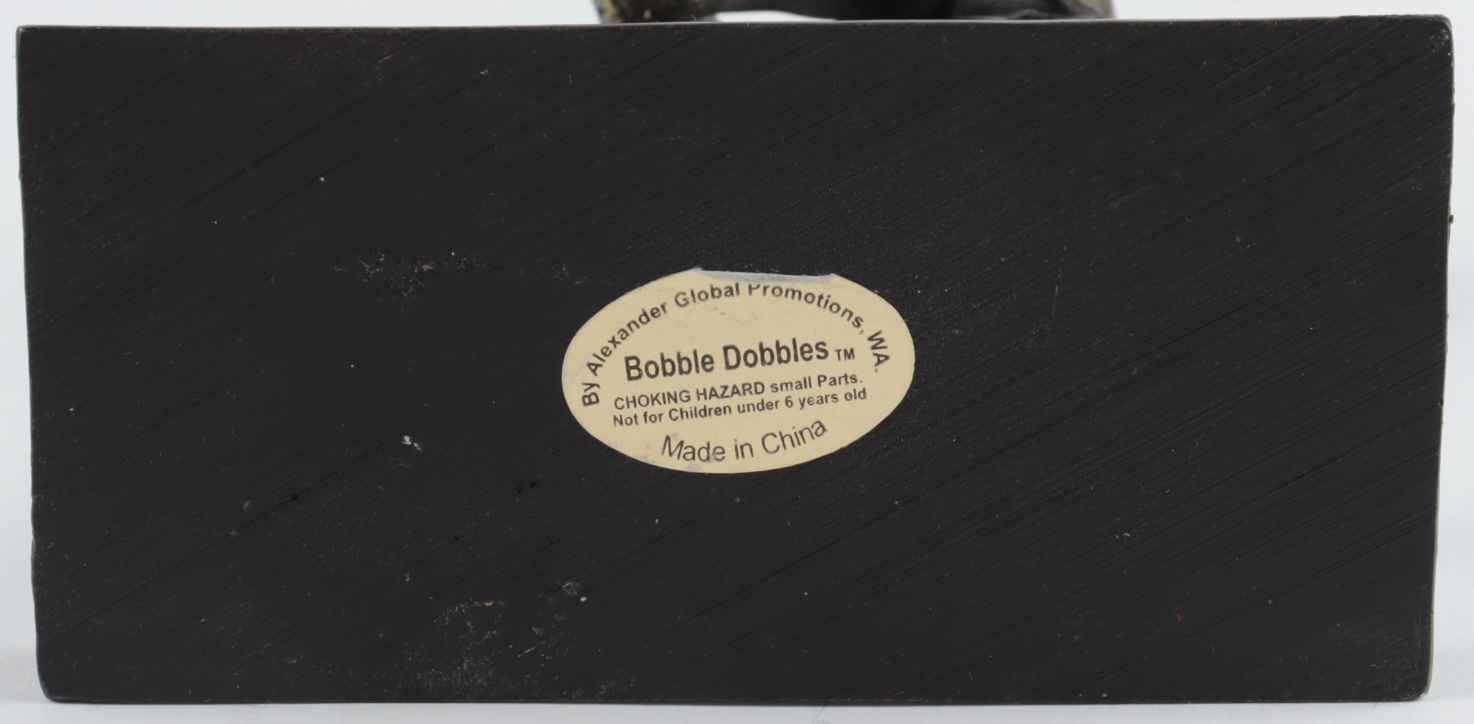 By Alexander Global Promotions, WA.
Bobble Dobbles TM
CHOKING HAZARD small Parts.
Not for Children under 6 years old
Made in China